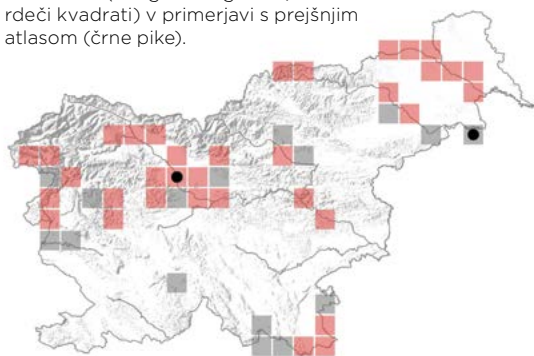 rdeči kvadrati) v primerjavi s prejšnjim
atlasom (črne pike).